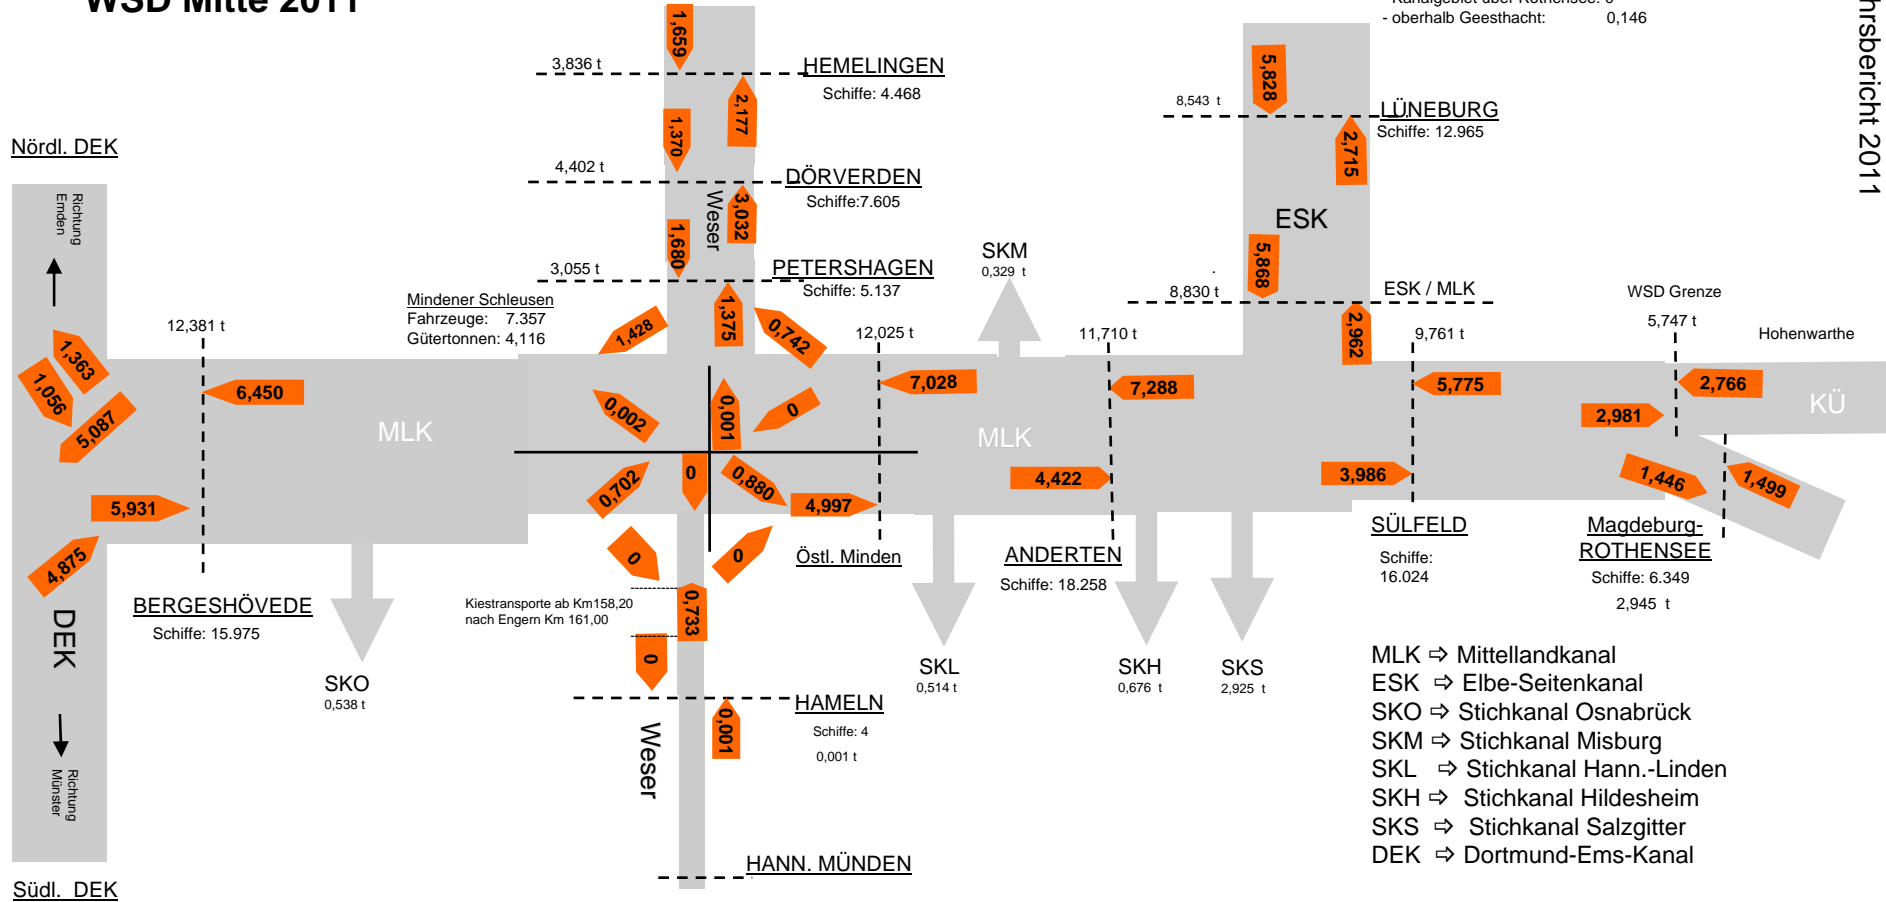 WSD Mitte 2011
- oberhalb Geesthacht: 0,146
hrsbericht 2011
1,659
3,836 t
HEMELINGEN
Schiffe: 4.468
2,177
1,370
4,402 t
DÖRVERDEN
Schiffe:7.605
Weser
3,032
1,680
3,055 t
PETERSHAGEN
Schiffe: 5.137
5,828
8,543 t
LÜNEBURG
Schiffe: 12.965
2,715
ESK
5,868
8,830 t
ESK / MLK
2,962
Nördl. DEK
Richtung
Emden
Mindener Schleusen
Fahrzeuge: 7.357
Gütertonnen: 4,116
1,428
1,375
0,742
SKM
0,329 t
12,381 t
12,025 t
11,710 t
9,761 t
WSD Grenze
5,747 t
Hohenwarthe
1,363
1,056
5,087
6,450
MLK
0,002
0,001
0
7,028
MLK
7,288
5,775
2,981
2,766
KÜ
5,931
4,875
0,702
0
0,880
4,997
4,422
3,986
1,446
1,499
0
0
Östl. Minden
ANDERTEN
Schiffe: 18.258
SÜLFELD
Schiffe:
16.024
Magdeburg-
ROTHENSEE
Schiffe: 6.349
2,945 t
BERGESHÖVEDE
Schiffe: 15.975
DEK
Kiestransporte ab Km158,20
nach Engern Km 161,00
0,733
0
SKO
0,538 t
SKL
0,514 t
SKH
0,676 t
SKS
2,925 t
HAMELN
Schiffe: 4
0,001 t
0,001
Weser
Richtung
Münster
HANN. MÜNDEN
Südl. DEK
MLK ⇨ Mittellandkanal
ESK ⇨ Elbe-Seitenkanal
SKO ⇨ Stichkanal Osnabrück
SKM ⇨ Stichkanal Misburg
SKL ⇨ Stichkanal Hann.-Linden
SKH ⇨ Stichkanal Hildesheim
SKS ⇨ Stichkanal Salzgitter
DEK ⇨ Dortmund-Ems-Kanal